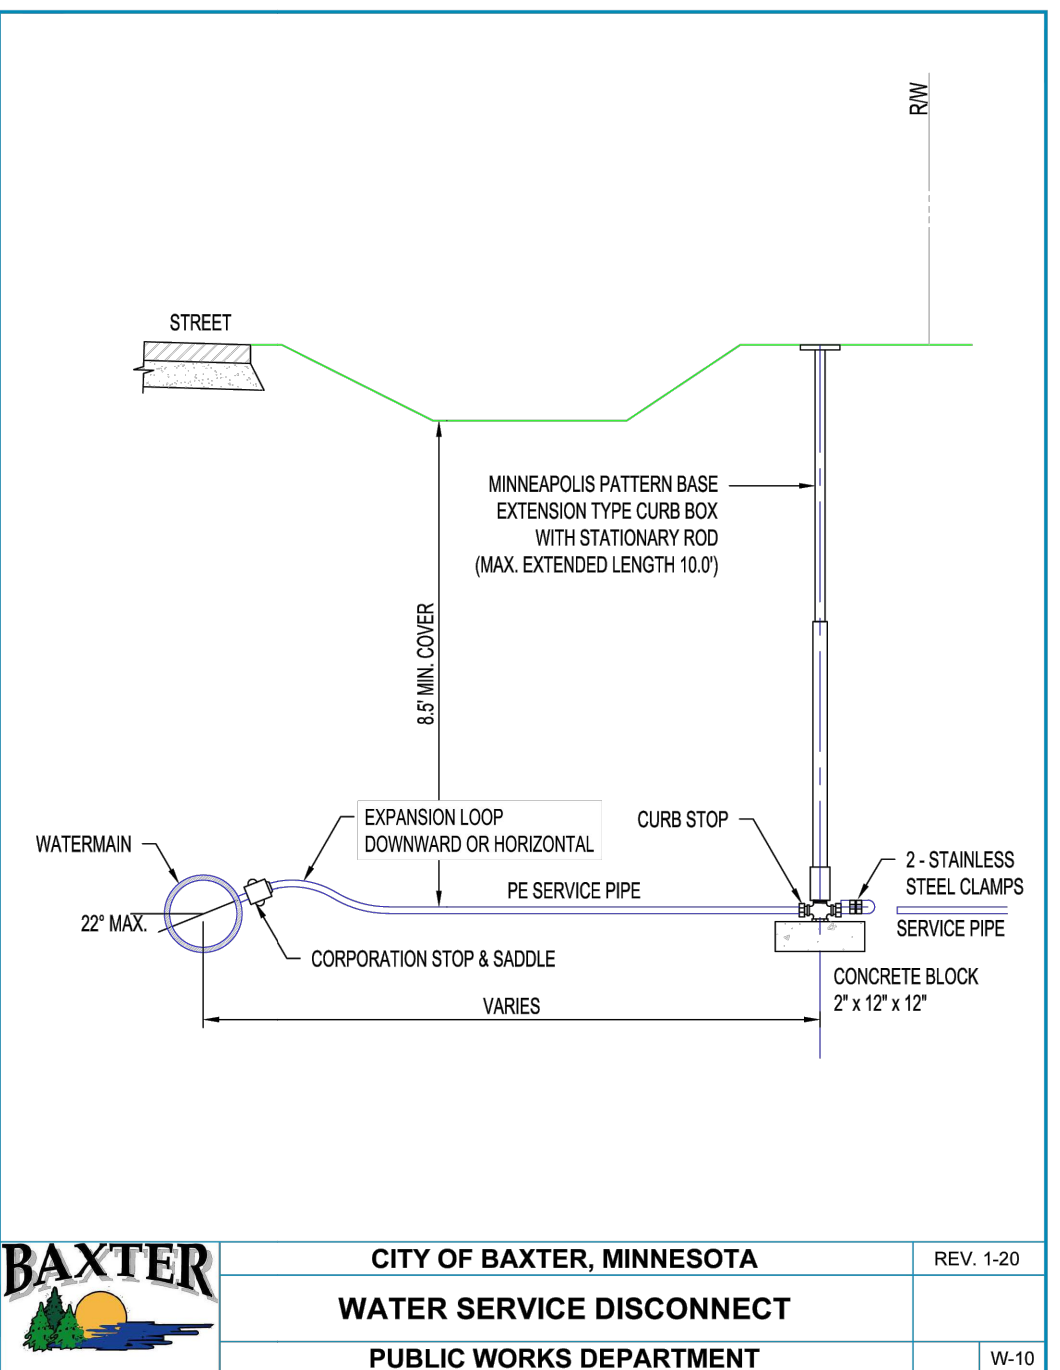 R/W
STREET
MINNEAPOLIS PATTERN BASE
EXTENSION TYPE CURB BOX
WITH STATIONARY ROD
(MAX. EXTENDED LENGTH 10.0')
8.5' MIN. COVER
EXPANSION LOOP
DOWNWARD OR HORIZONTAL
CURB STOP
WATERMAIN
2 - STAINLESS
STEEL CLAMPS
PE SERVICE PIPE
22° MAX.
SERVICE PIPE
CORPORATION STOP & SADDLE
CONCRETE BLOCK
2" x 12" x 12"
VARIES
BAXTER
CITY OF BAXTER, MINNESOTA
REV. 1-20
WATER SERVICE DISCONNECT
PUBLIC WORKS DEPARTMENT
W-10